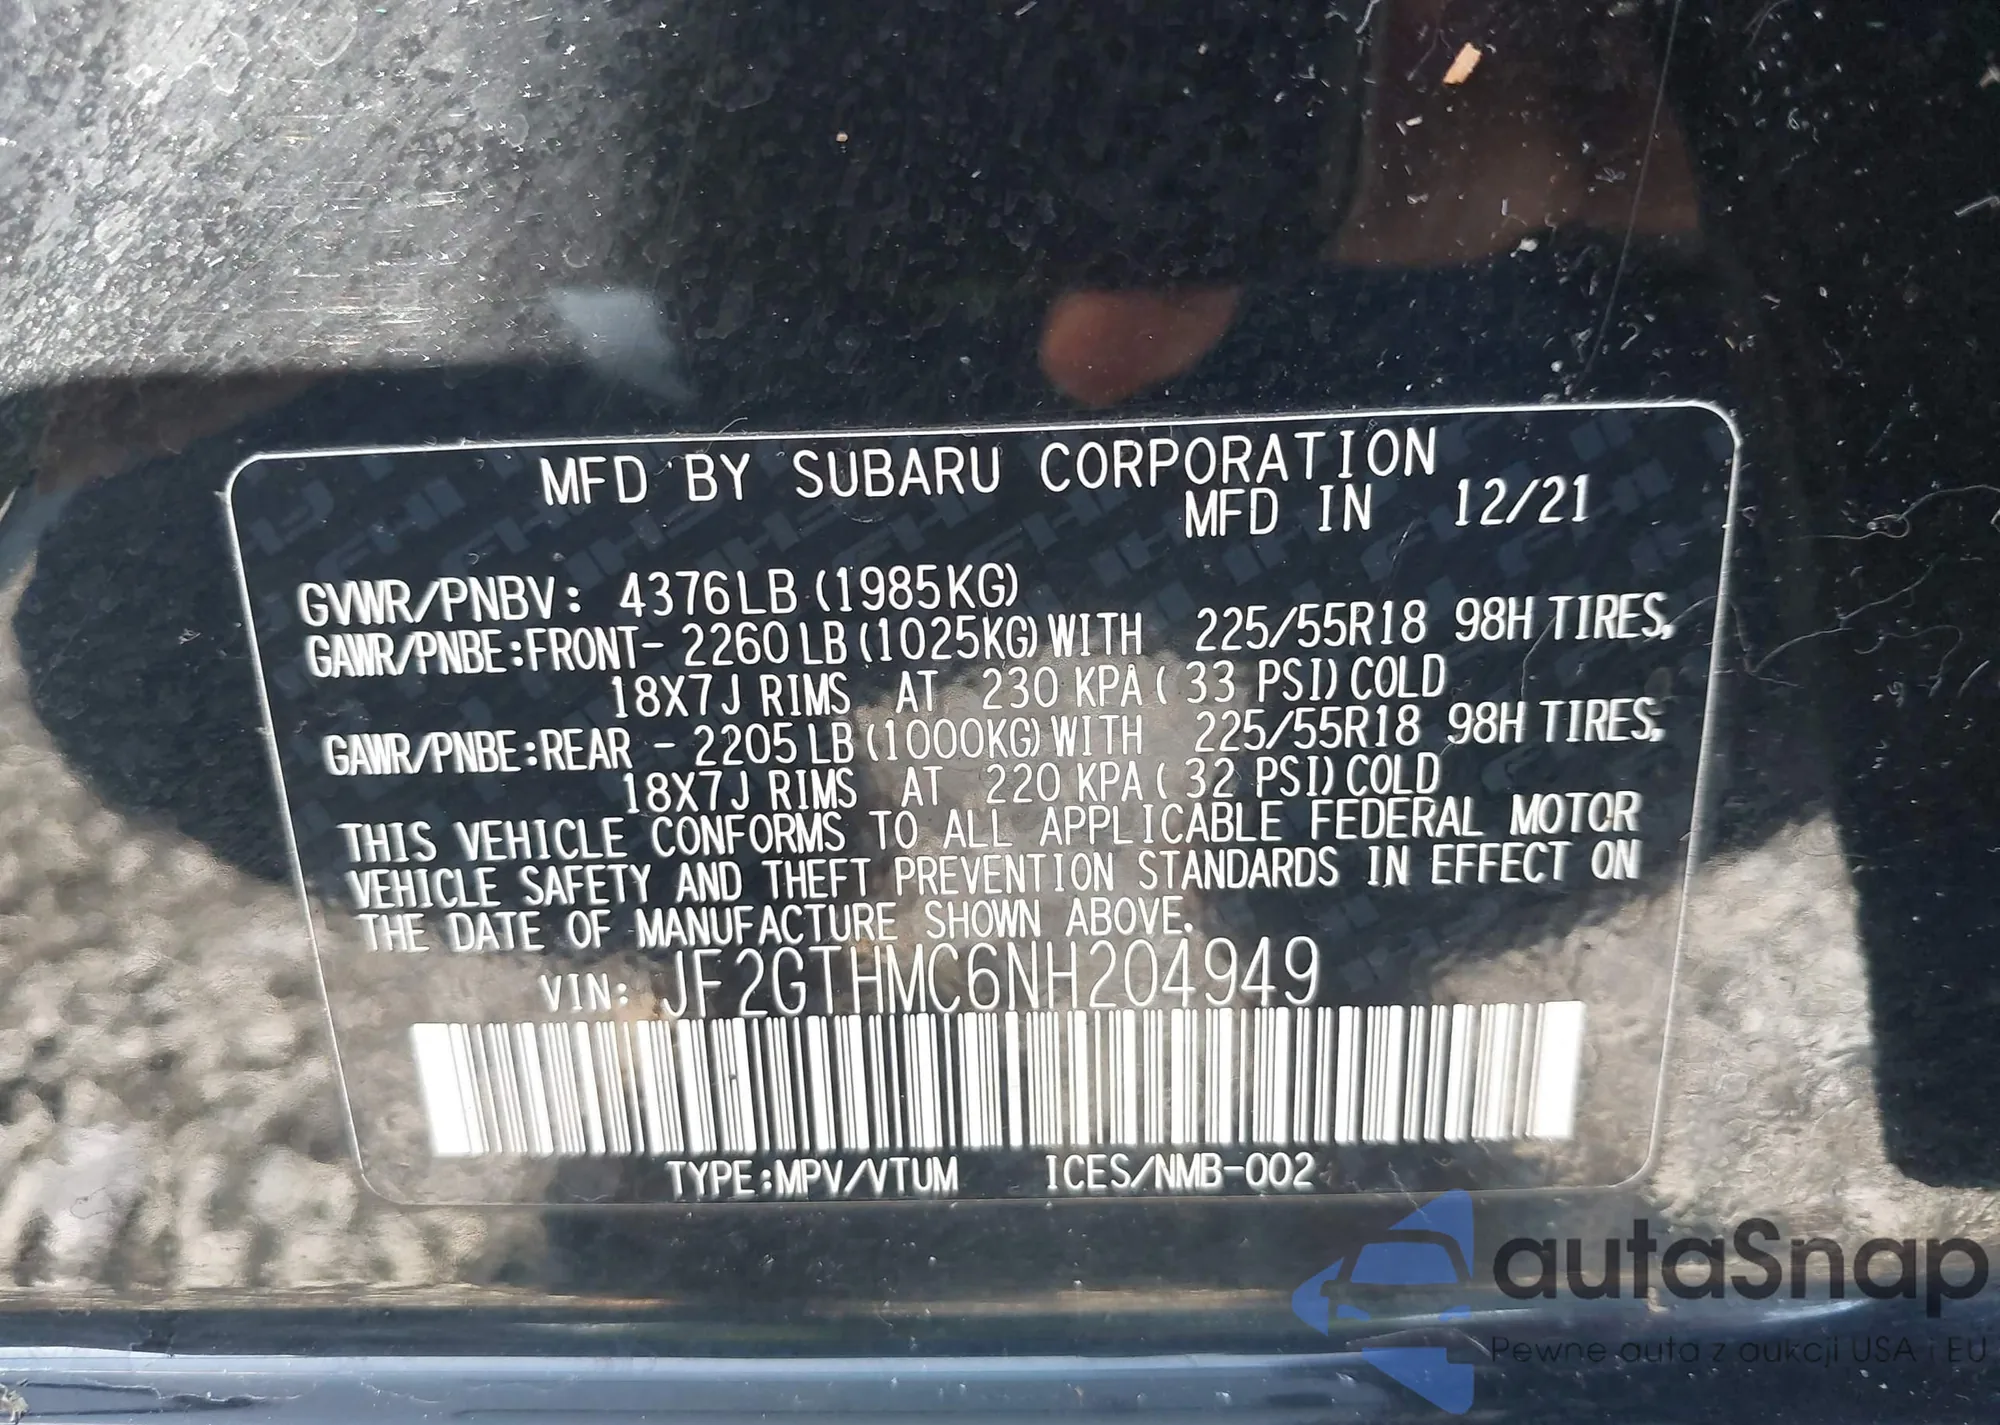 MFD BY SUBARU CORPORATION
MFD IN 12/21
GVWR/PNBV: 4376LB (1985KG)
GAWR/PNBE:FRONT- 2260LB (1025KG) WITH 225/55R18 98H TIRES,
18X7J RIMS AT 230 KPA ( 33 PSI) COLD
GAWR/PNBE:REAR - 2205LB (1000KG) WITH 225/55R18 98H TIRES,
18X7J RIMS AT 220 KPA ( 32 PSI) COLD
THIS VEHICLE CONFORMS TO ALL APPLICABLE FEDERAL MOTOR
VEHICLE SAFETY AND THEFT PREVENTION STANDARDS IN EFFECT ON
THE DATE OF MANUFACTURE SHOWN ABOVE.
VIN: JF2GTHMC6NH204949
TYPE:MPV/VTUM ICES/NMB-002
autaSnap
Pewne auta z aukcji USA i EU